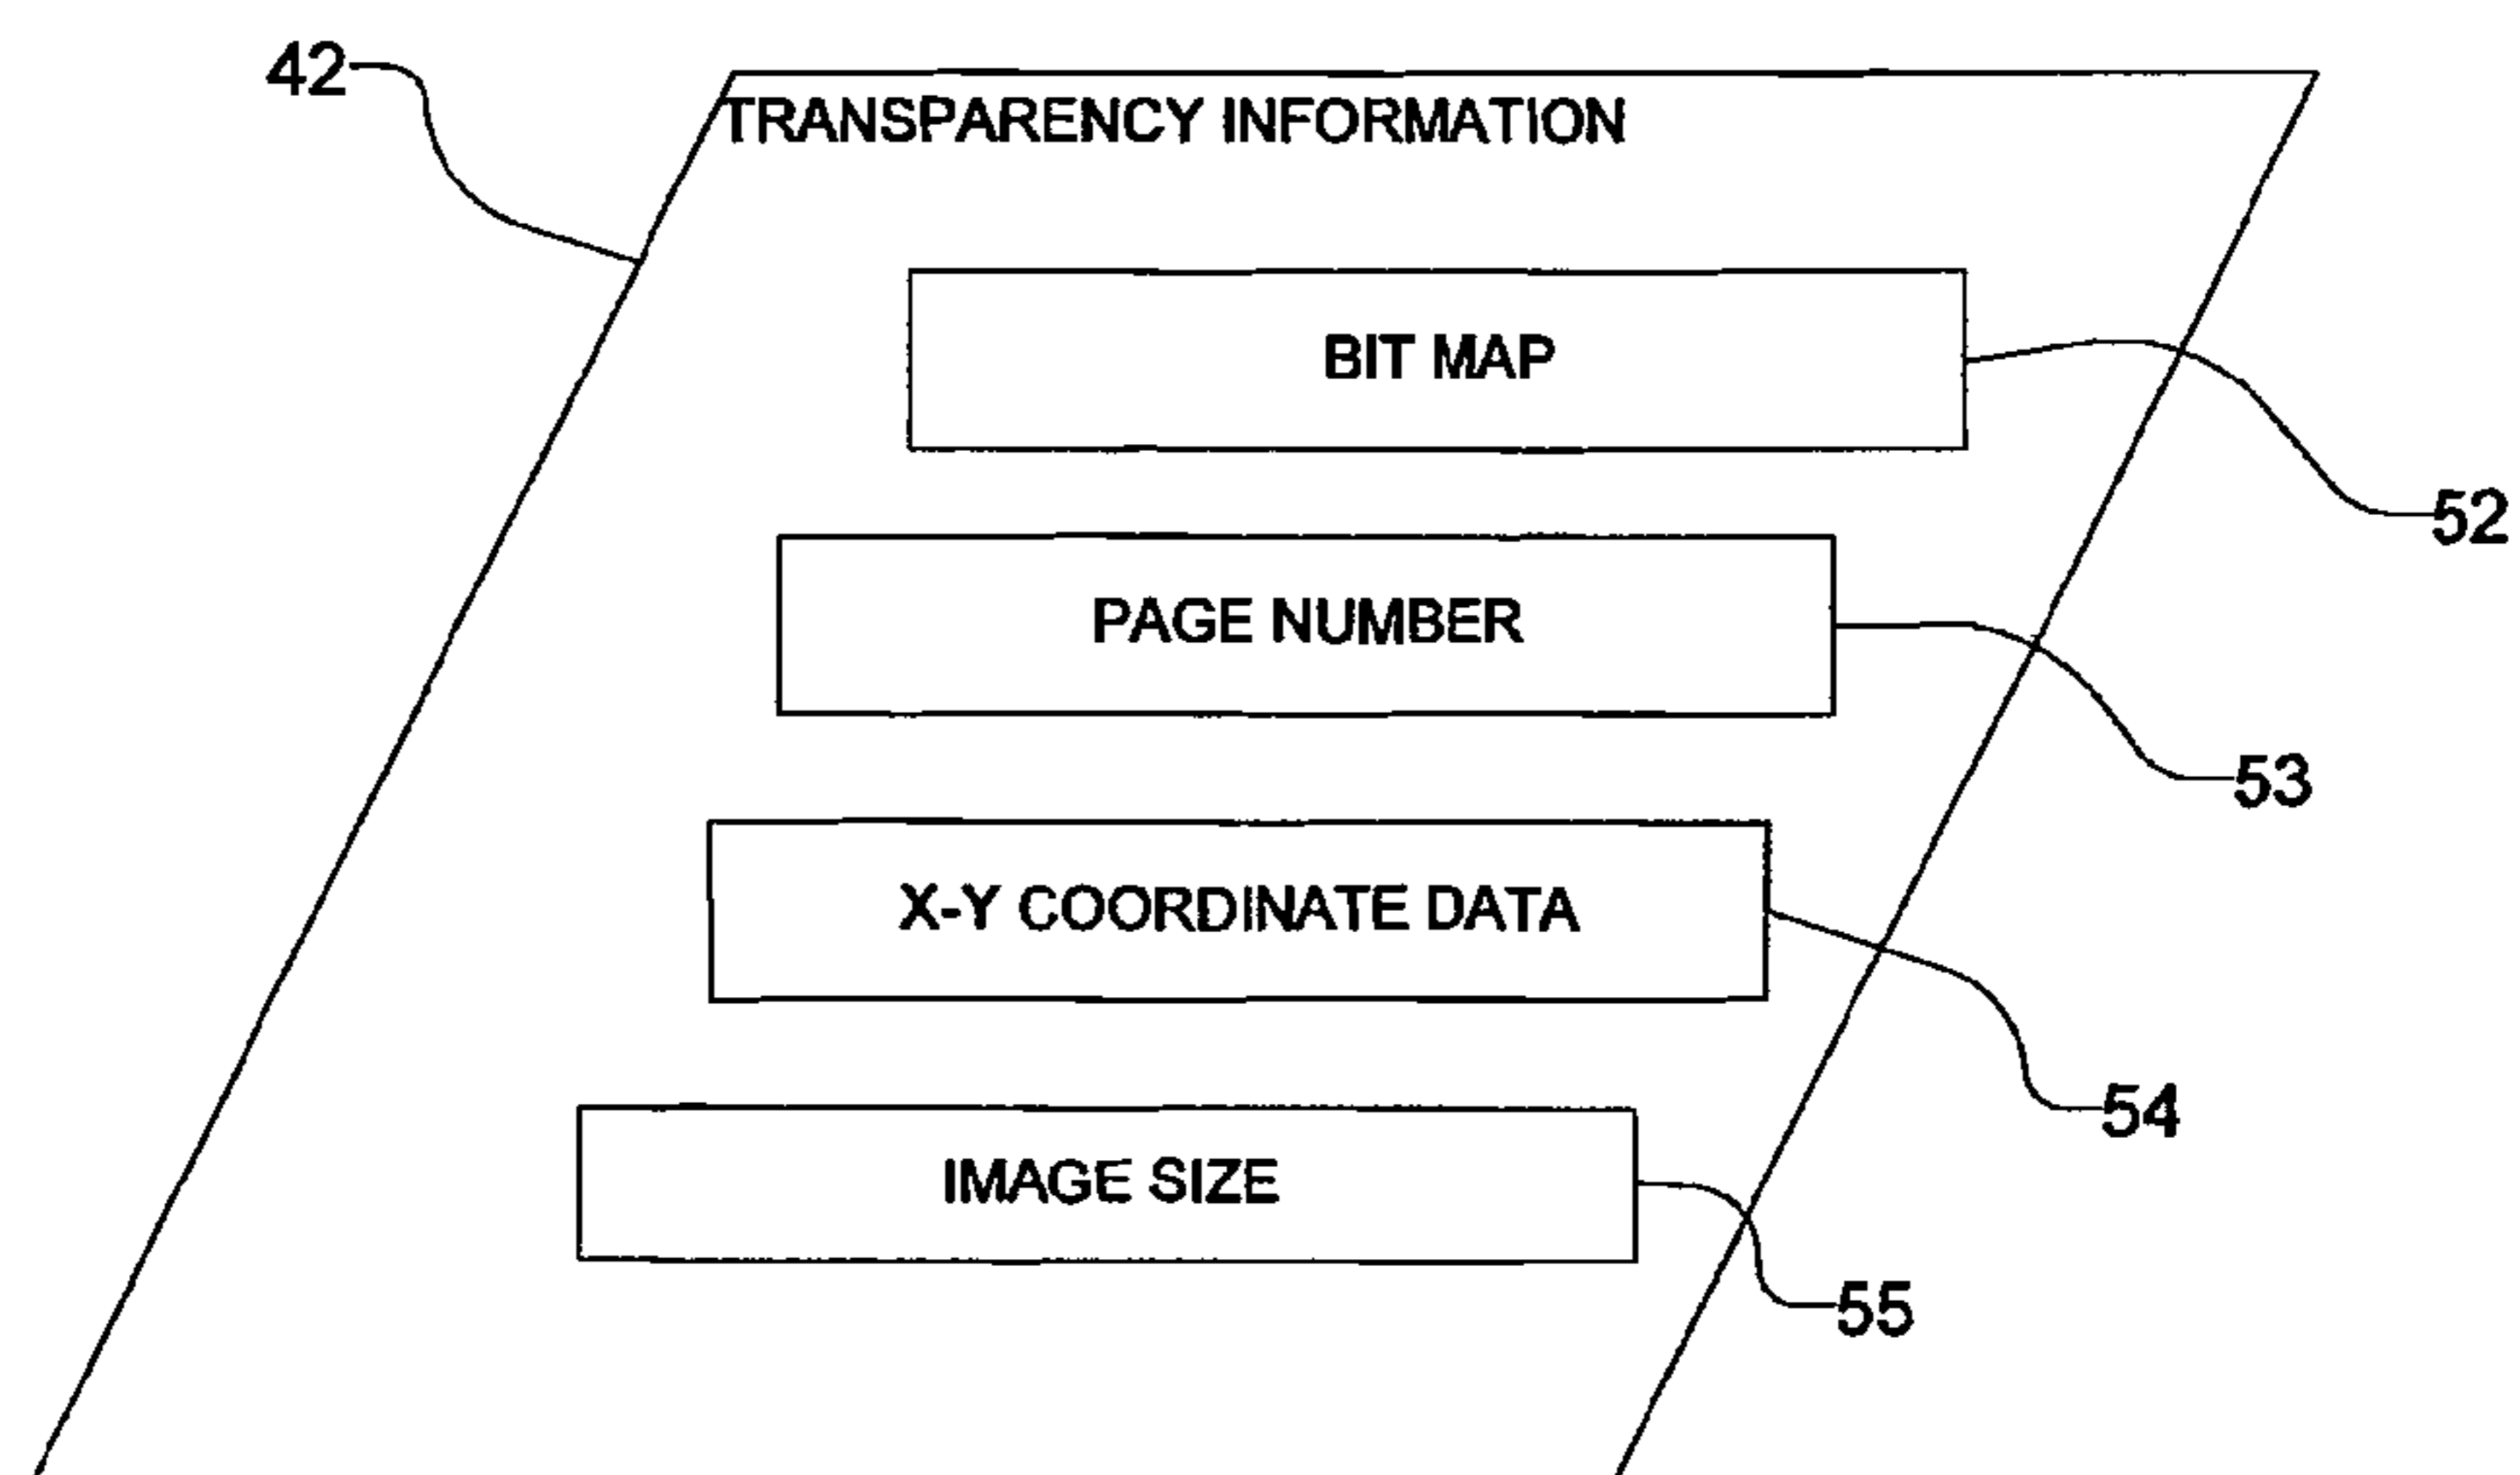 42
TRANSPARENCY INFORMATION
BIT MAP
52
PAGE NUMBER
53
X-Y COORDINATE DATA
54
IMAGE SIZE
55